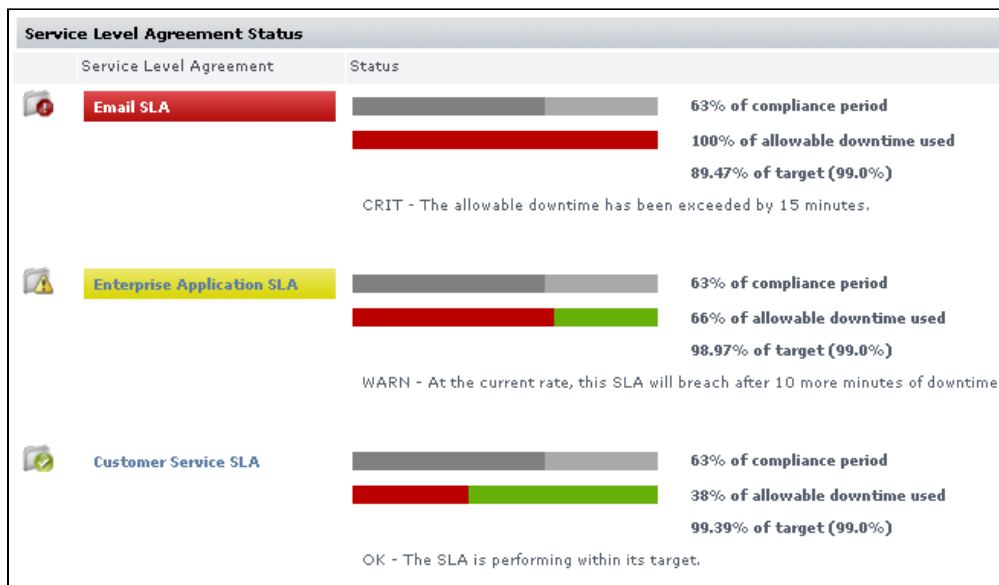 Service Level Agreement Status
Service Level Agreement Status
Email SLA
63% of compliance period
100% of allowable downtime used
89.47% of target (99.0%)
CRIT - The allowable downtime has been exceeded by 15 minutes.
Enterprise Application SLA
63% of compliance period
66% of allowable downtime used
98.97% of target (99.0%)
WARN - At the current rate, this SLA will breach after 10 more minutes of downtime
Customer Service SLA
63% of compliance period
38% of allowable downtime used
99.39% of target (99.0%)
OK - The SLA is performing within its target.